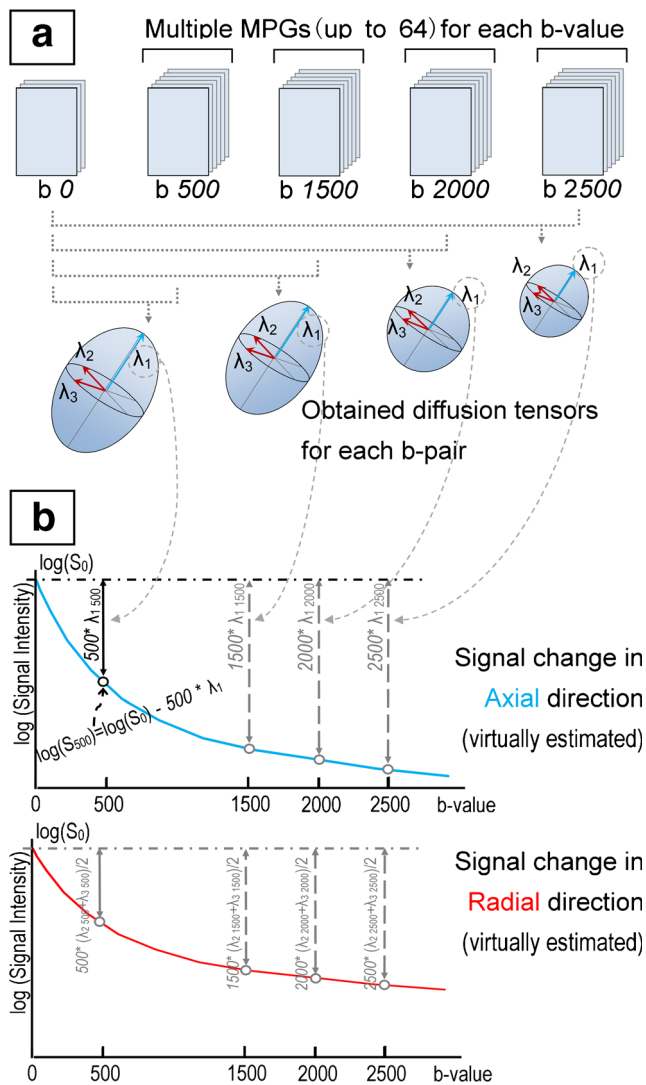 a
Multiple MPGs (up to 64) for each b-value
b 0
b 500
b 1500
b 2000
b 2500
λ1
λ2
λ3
λ1
λ2
λ3
λ1
λ2
λ3
λ1
λ2
λ3
Obtained diffusion tensors
for each b-pair
b
log(S0)
log (Signal Intensity)
500* λ1 500
1500* λ1 1500
2000* λ1 2000
2500* λ1 2500
log(S500)=log(S0) - 500 * λ1
0
500
1500
2000
2500
b-value
Signal change in
Axial direction
(virtually estimated)
log(S0)
log (Signal Intensity)
500* (λ2 500+λ3 500)/2
1500* (λ2 1500+λ3 1500)/2
2000* (λ2 2000+λ3 2000)/2
2500* (λ2 2500+λ3 2500)/2
0
500
1500
2000
2500
b-value
Signal change in
Radial direction
(virtually estimated)